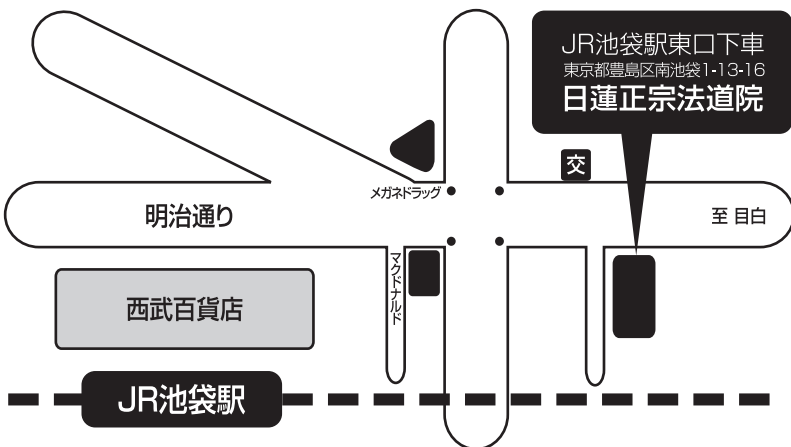 JR池袋駅東口下車
東京都豊島区南池袋1-13-16
日蓮正宗法道院
交
メガネドラッグ
明治通り
至 目白
マクドナルド
西武百貨店
JR池袋駅